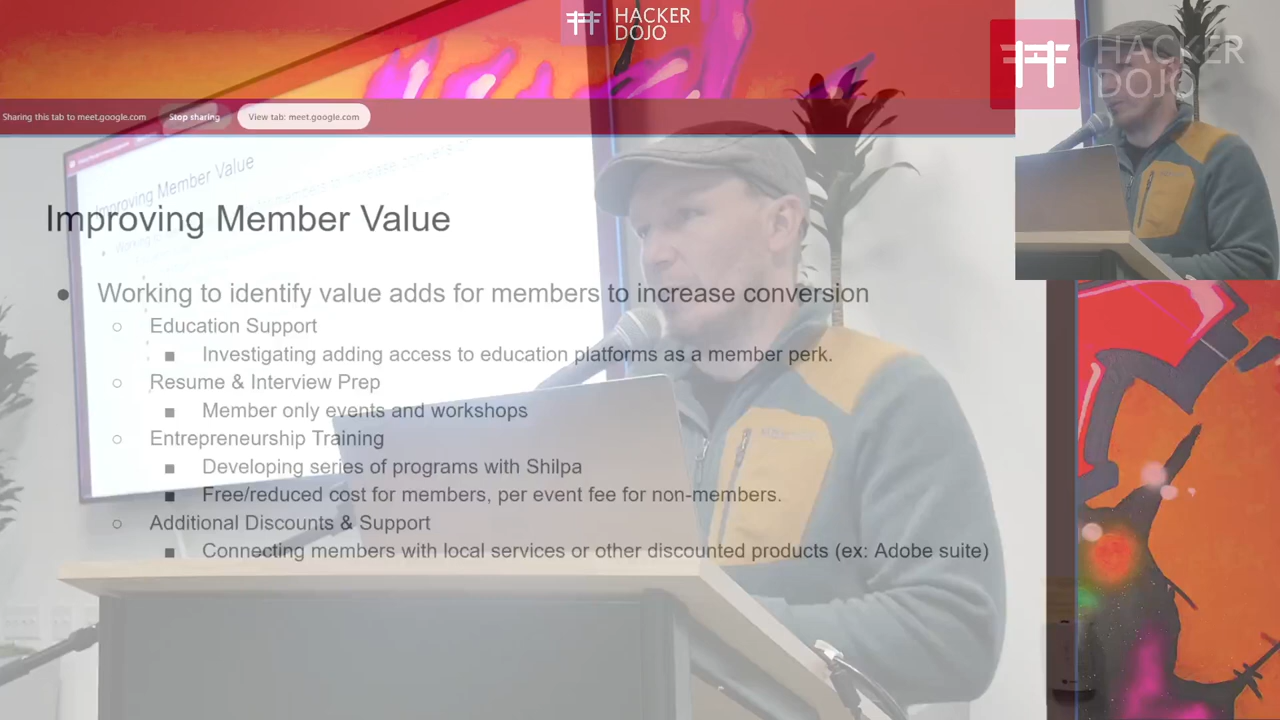 HACKER
DOJO
HACKER
DOJO
Sharing this tab to meet.google.com
Stop sharing
View tab: meet.google.com
Improving Member Value
Improving Member Value
● Working to identify value adds for members to increase conversion
○ Education Support
■ Investigating adding access to education platforms as a member perk.
○ Resume & Interview Prep
■ Member only events and workshops
○ Entrepreneurship Training
■ Developing series of programs with Shilpa
■ Free/reduced cost for members, per event fee for non-members.
○ Additional Discounts & Support
■ Connecting members with local services or other discounted products (ex: Adobe suite)